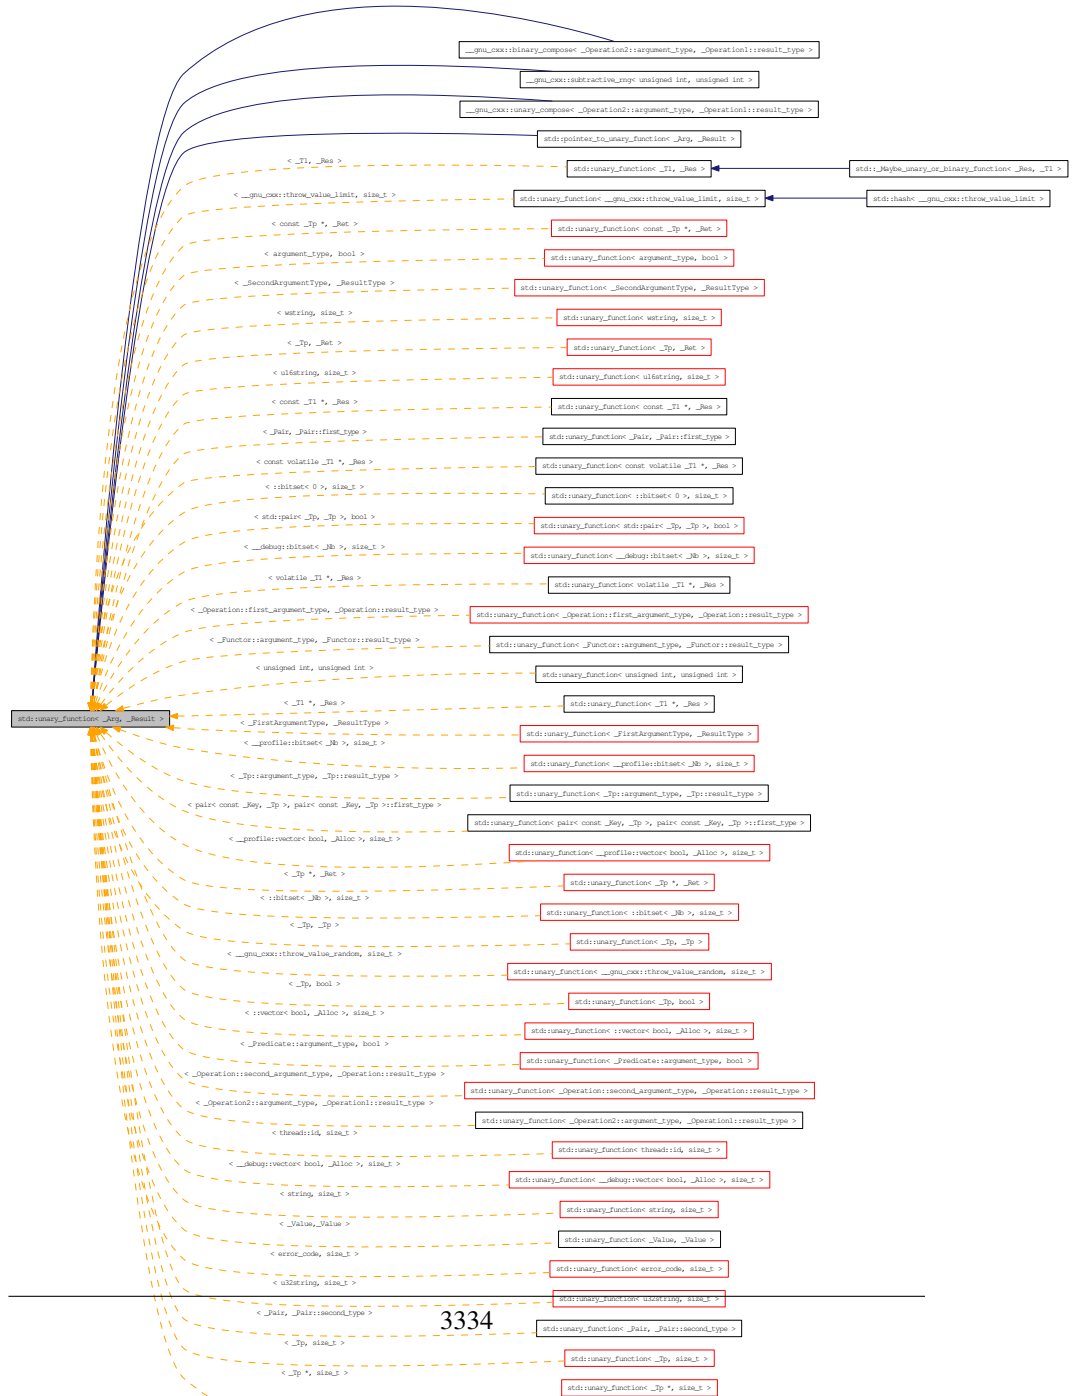 __gnu_cxx::binary_compose< _Operation2::argument_type, _Operation1::result_type >
__gnu_cxx::subtractive_rng< unsigned int, unsigned int >
__gnu_cxx::unary_compose< _Operation2::argument_type, _Operation1::result_type >
std::pointer_to_unary_function< _Arg, _Result >
< _T1, _Res >
std::unary_function< _T1, _Res >
std::_Maybe_unary_or_binary_function< _Res, _T1 >
< __gnu_cxx::throw_value_limit, size_t >
std::unary_function< __gnu_cxx::throw_value_limit, size_t >
std::hash< __gnu_cxx::throw_value_limit >
< const _Tp *, _Ret >
std::unary_function< const _Tp *, _Ret >
< argument_type, bool >
std::unary_function< argument_type, bool >
< _SecondArgumentType, _ResultType >
std::unary_function< _SecondArgumentType, _ResultType >
< wstring, size_t >
std::unary_function< wstring, size_t >
< _Tp, _Ret >
std::unary_function< _Tp, _Ret >
< u16string, size_t >
std::unary_function< u16string, size_t >
< const _T1 *, _Res >
std::unary_function< const _T1 *, _Res >
< _Pair, _Pair::first_type >
std::unary_function< _Pair, _Pair::first_type >
< const volatile _T1 *, _Res >
std::unary_function< const volatile _T1 *, _Res >
< ::bitset< 0 >, size_t >
std::unary_function< ::bitset< 0 >, size_t >
< std::pair< _Tp, _Tp >, bool >
std::unary_function< std::pair< _Tp, _Tp >, bool >
< __debug::bitset< _Nb >, size_t >
std::unary_function< __debug::bitset< _Nb >, size_t >
< volatile _T1 *, _Res >
std::unary_function< volatile _T1 *, _Res >
< _Operation::first_argument_type, _Operation::result_type >
std::unary_function< _Operation::first_argument_type, _Operation::result_type >
< _Functor::argument_type, _Functor::result_type >
std::unary_function< _Functor::argument_type, _Functor::result_type >
< unsigned int, unsigned int >
std::unary_function< unsigned int, unsigned int >
< _T1 *, _Res >
std::unary_function< _T1 *, _Res >
std::unary_function< _Arg, _Result >
< _FirstArgumentType, _ResultType >
std::unary_function< _FirstArgumentType, _ResultType >
< __profile::bitset< _Nb >, size_t >
std::unary_function< __profile::bitset< _Nb >, size_t >
< _Tp::argument_type, _Tp::result_type >
std::unary_function< _Tp::argument_type, _Tp::result_type >
< pair< const _Key, _Tp >, pair< const _Key, _Tp >::first_type >
std::unary_function< pair< const _Key, _Tp >, pair< const _Key, _Tp >::first_type >
< __profile::vector< bool, _Alloc >, size_t >
std::unary_function< __profile::vector< bool, _Alloc >, size_t >
< _Tp *, _Ret >
std::unary_function< _Tp *, _Ret >
< ::bitset< _Nb >, size_t >
std::unary_function< ::bitset< _Nb >, size_t >
< _Tp, _Tp >
std::unary_function< _Tp, _Tp >
< __gnu_cxx::throw_value_random, size_t >
std::unary_function< __gnu_cxx::throw_value_random, size_t >
< _Tp, bool >
std::unary_function< _Tp, bool >
< ::vector< bool, _Alloc >, size_t >
std::unary_function< ::vector< bool, _Alloc >, size_t >
< _Predicate::argument_type, bool >
std::unary_function< _Predicate::argument_type, bool >
< _Operation::second_argument_type, _Operation::result_type >
std::unary_function< _Operation::second_argument_type, _Operation::result_type >
< _Operation2::argument_type, _Operation1::result_type >
std::unary_function< _Operation2::argument_type, _Operation1::result_type >
< thread::id, size_t >
std::unary_function< thread::id, size_t >
< __debug::vector< bool, _Alloc >, size_t >
std::unary_function< __debug::vector< bool, _Alloc >, size_t >
< string, size_t >
std::unary_function< string, size_t >
< _Value,_Value >
std::unary_function< _Value, _Value >
< error_code, size_t >
std::unary_function< error_code, size_t >
< u32string, size_t >
std::unary_function< u32string, size_t >
< _Pair, _Pair::second_type >
3334
std::unary_function< _Pair, _Pair::second_type >
< _Tp, size_t >
std::unary_function< _Tp, size_t >
< _Tp *, size_t >
std::unary_function< _Tp *, size_t >